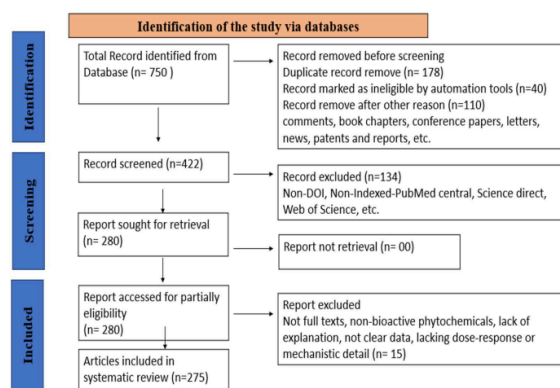 Identification of the study via databases
Identification
Total Record identified from
Database (n= 750 )
Record removed before screening
Duplicate record remove (n= 178)
Record marked as ineligible by automation tools (n=40)
Record remove after other reason (n=110)
comments, book chapters, conference papers, letters,
news, patents and reports, etc.
Screening
Record screened (n=422)
Record excluded (n=134)
Non-DOI, Non-Indexed-PubMed central, Science direct,
Web of Science, etc.
Report sought for retrieval
(n= 280)
Report not retrieval (n= 00)
Included
Report accessed for partially
eligibility
(n= 280)
Report excluded
Not full texts, non-bioactive phytochemicals, lack of
explanation, not clear data, lacking dose-response or
mechanistic detail (n= 15)
Articles included in
systematic review (n=275)